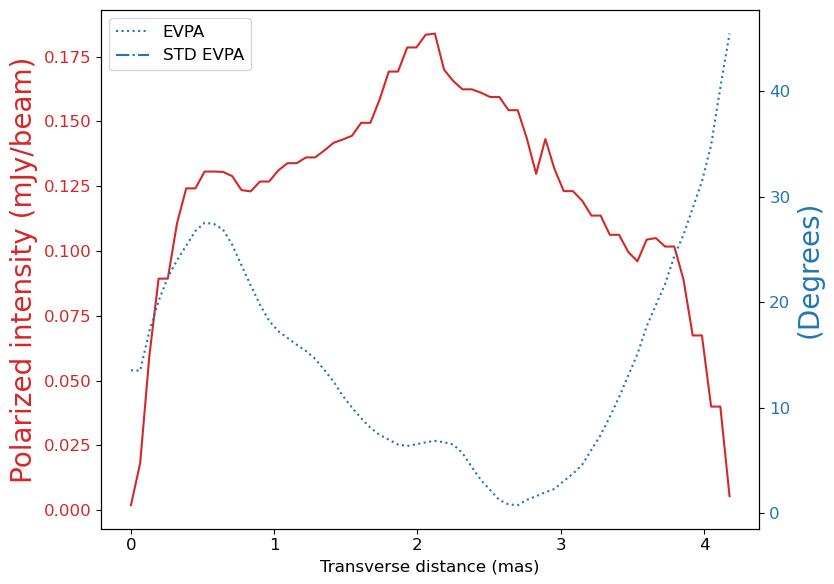 EVPA
STD EVPA
Polarized intensity (mJy/beam)
0.175
0.150
0.125
0.100
0.075
0.050
0.025
0.000
40
30
20
10
0
(Degrees)
0 1 2 3 4
Transverse distance (mas)